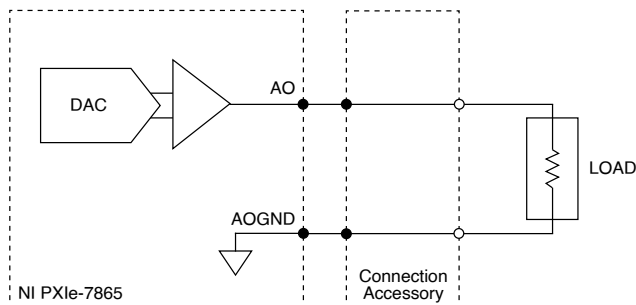 AO
DAC
LOAD
AOGND
NI PXIe-7865
Connection
Accessory